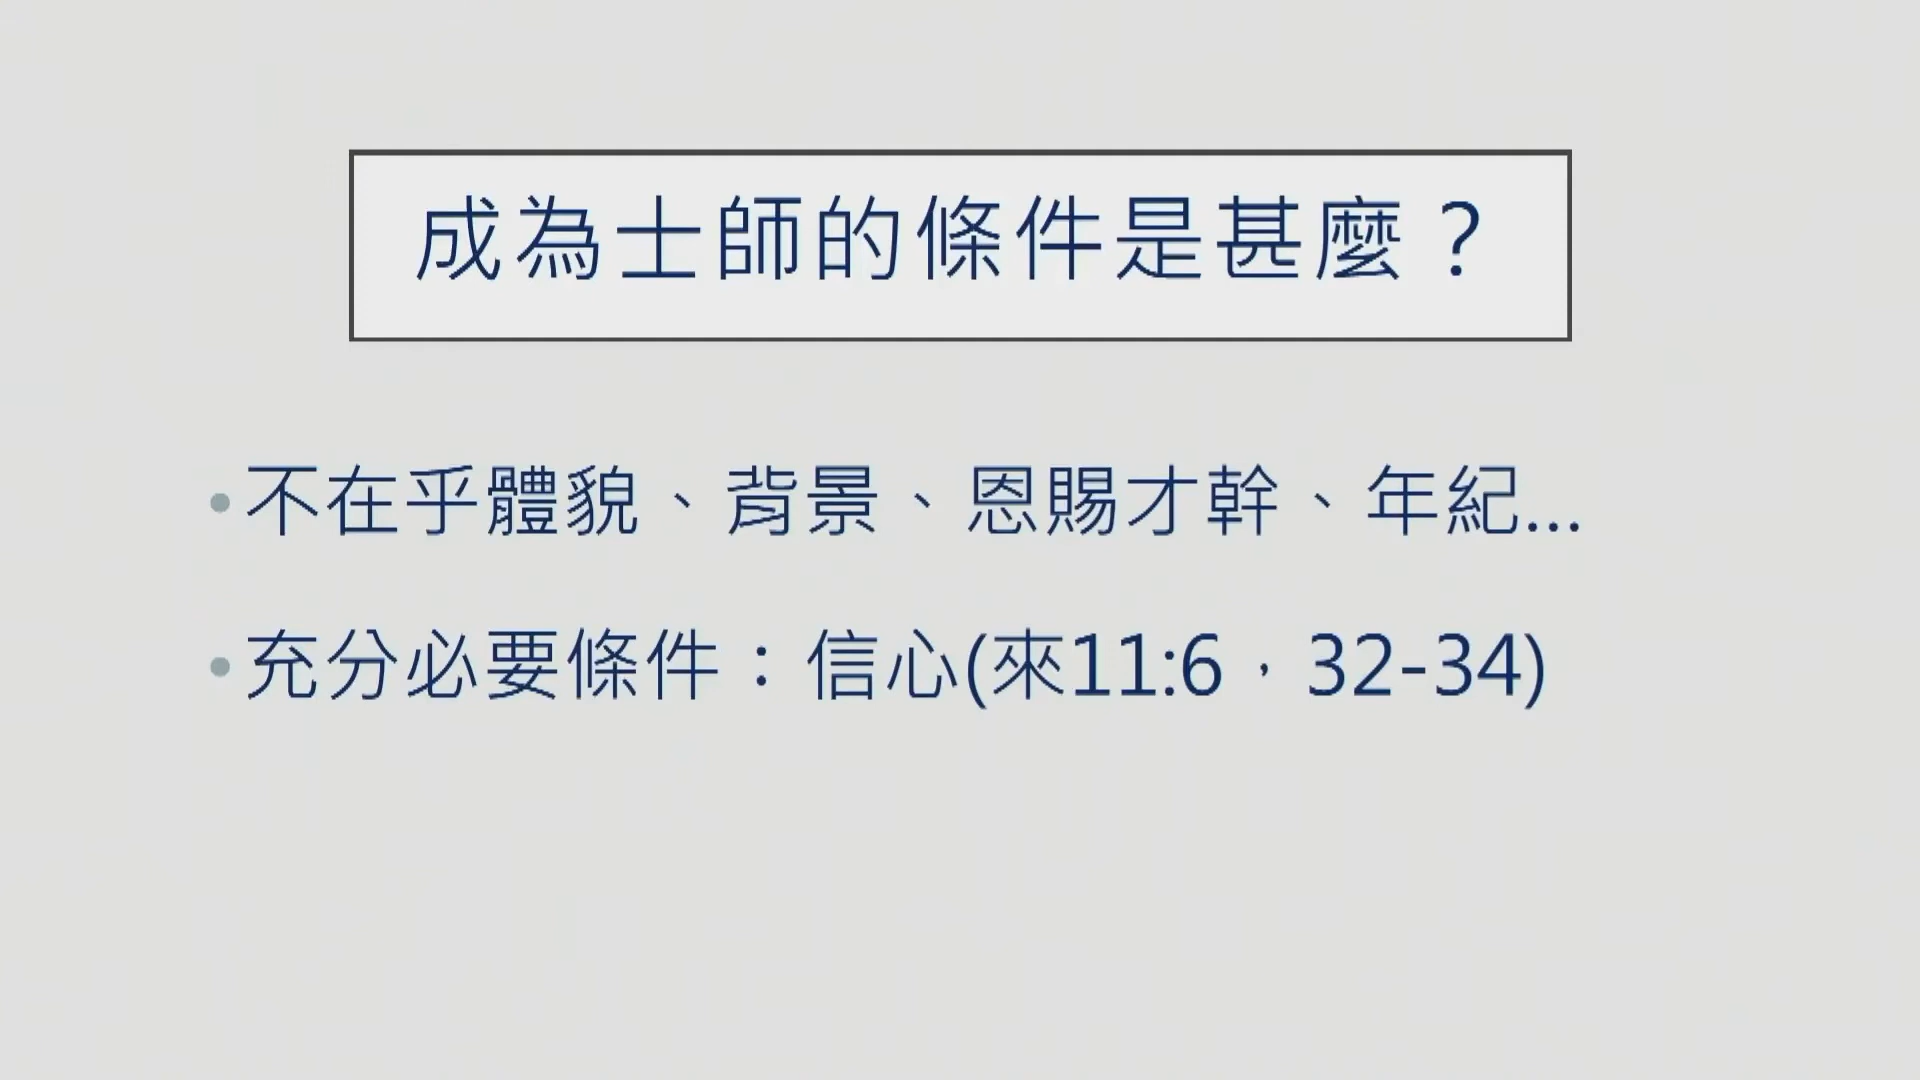 成為士師的條件是甚麼？
•不在乎體貌、背景、恩賜才幹、年紀...
•充分必要條件：信心(來11:6，32-34)